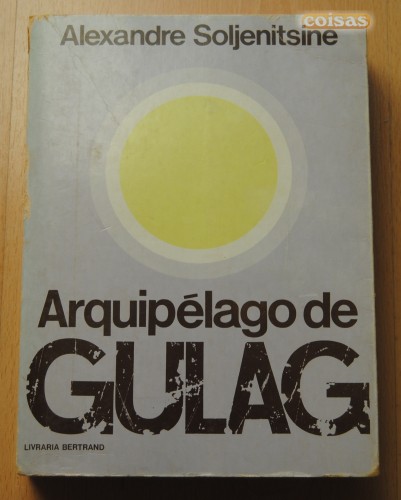 coisas
Alexandre Soljenitsine
Arquipélago de
GULAG
LIVRARIA BERTRAND